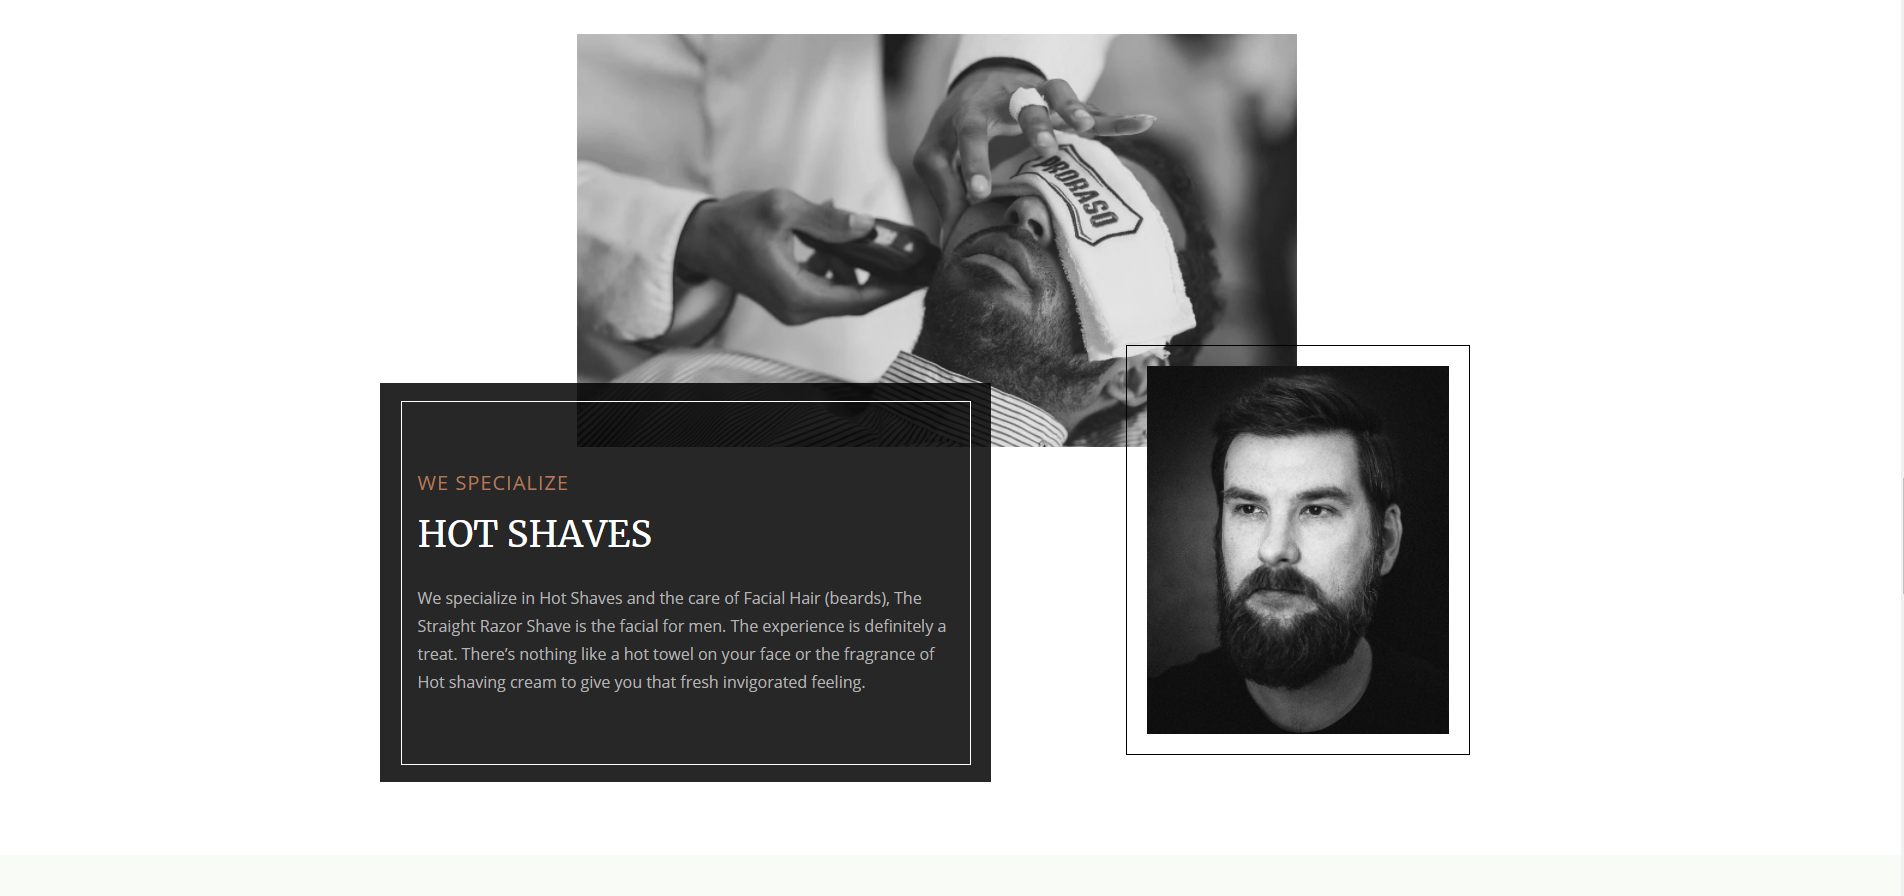 PRORASO
WE SPECIALIZE
HOT SHAVES
We specialize in Hot Shaves and the care of Facial Hair (beards), The
Straight Razor Shave is the facial for men. The experience is definitely a
treat. There’s nothing like a hot towel on your face or the fragrance of
Hot shaving cream to give you that fresh invigorated feeling.